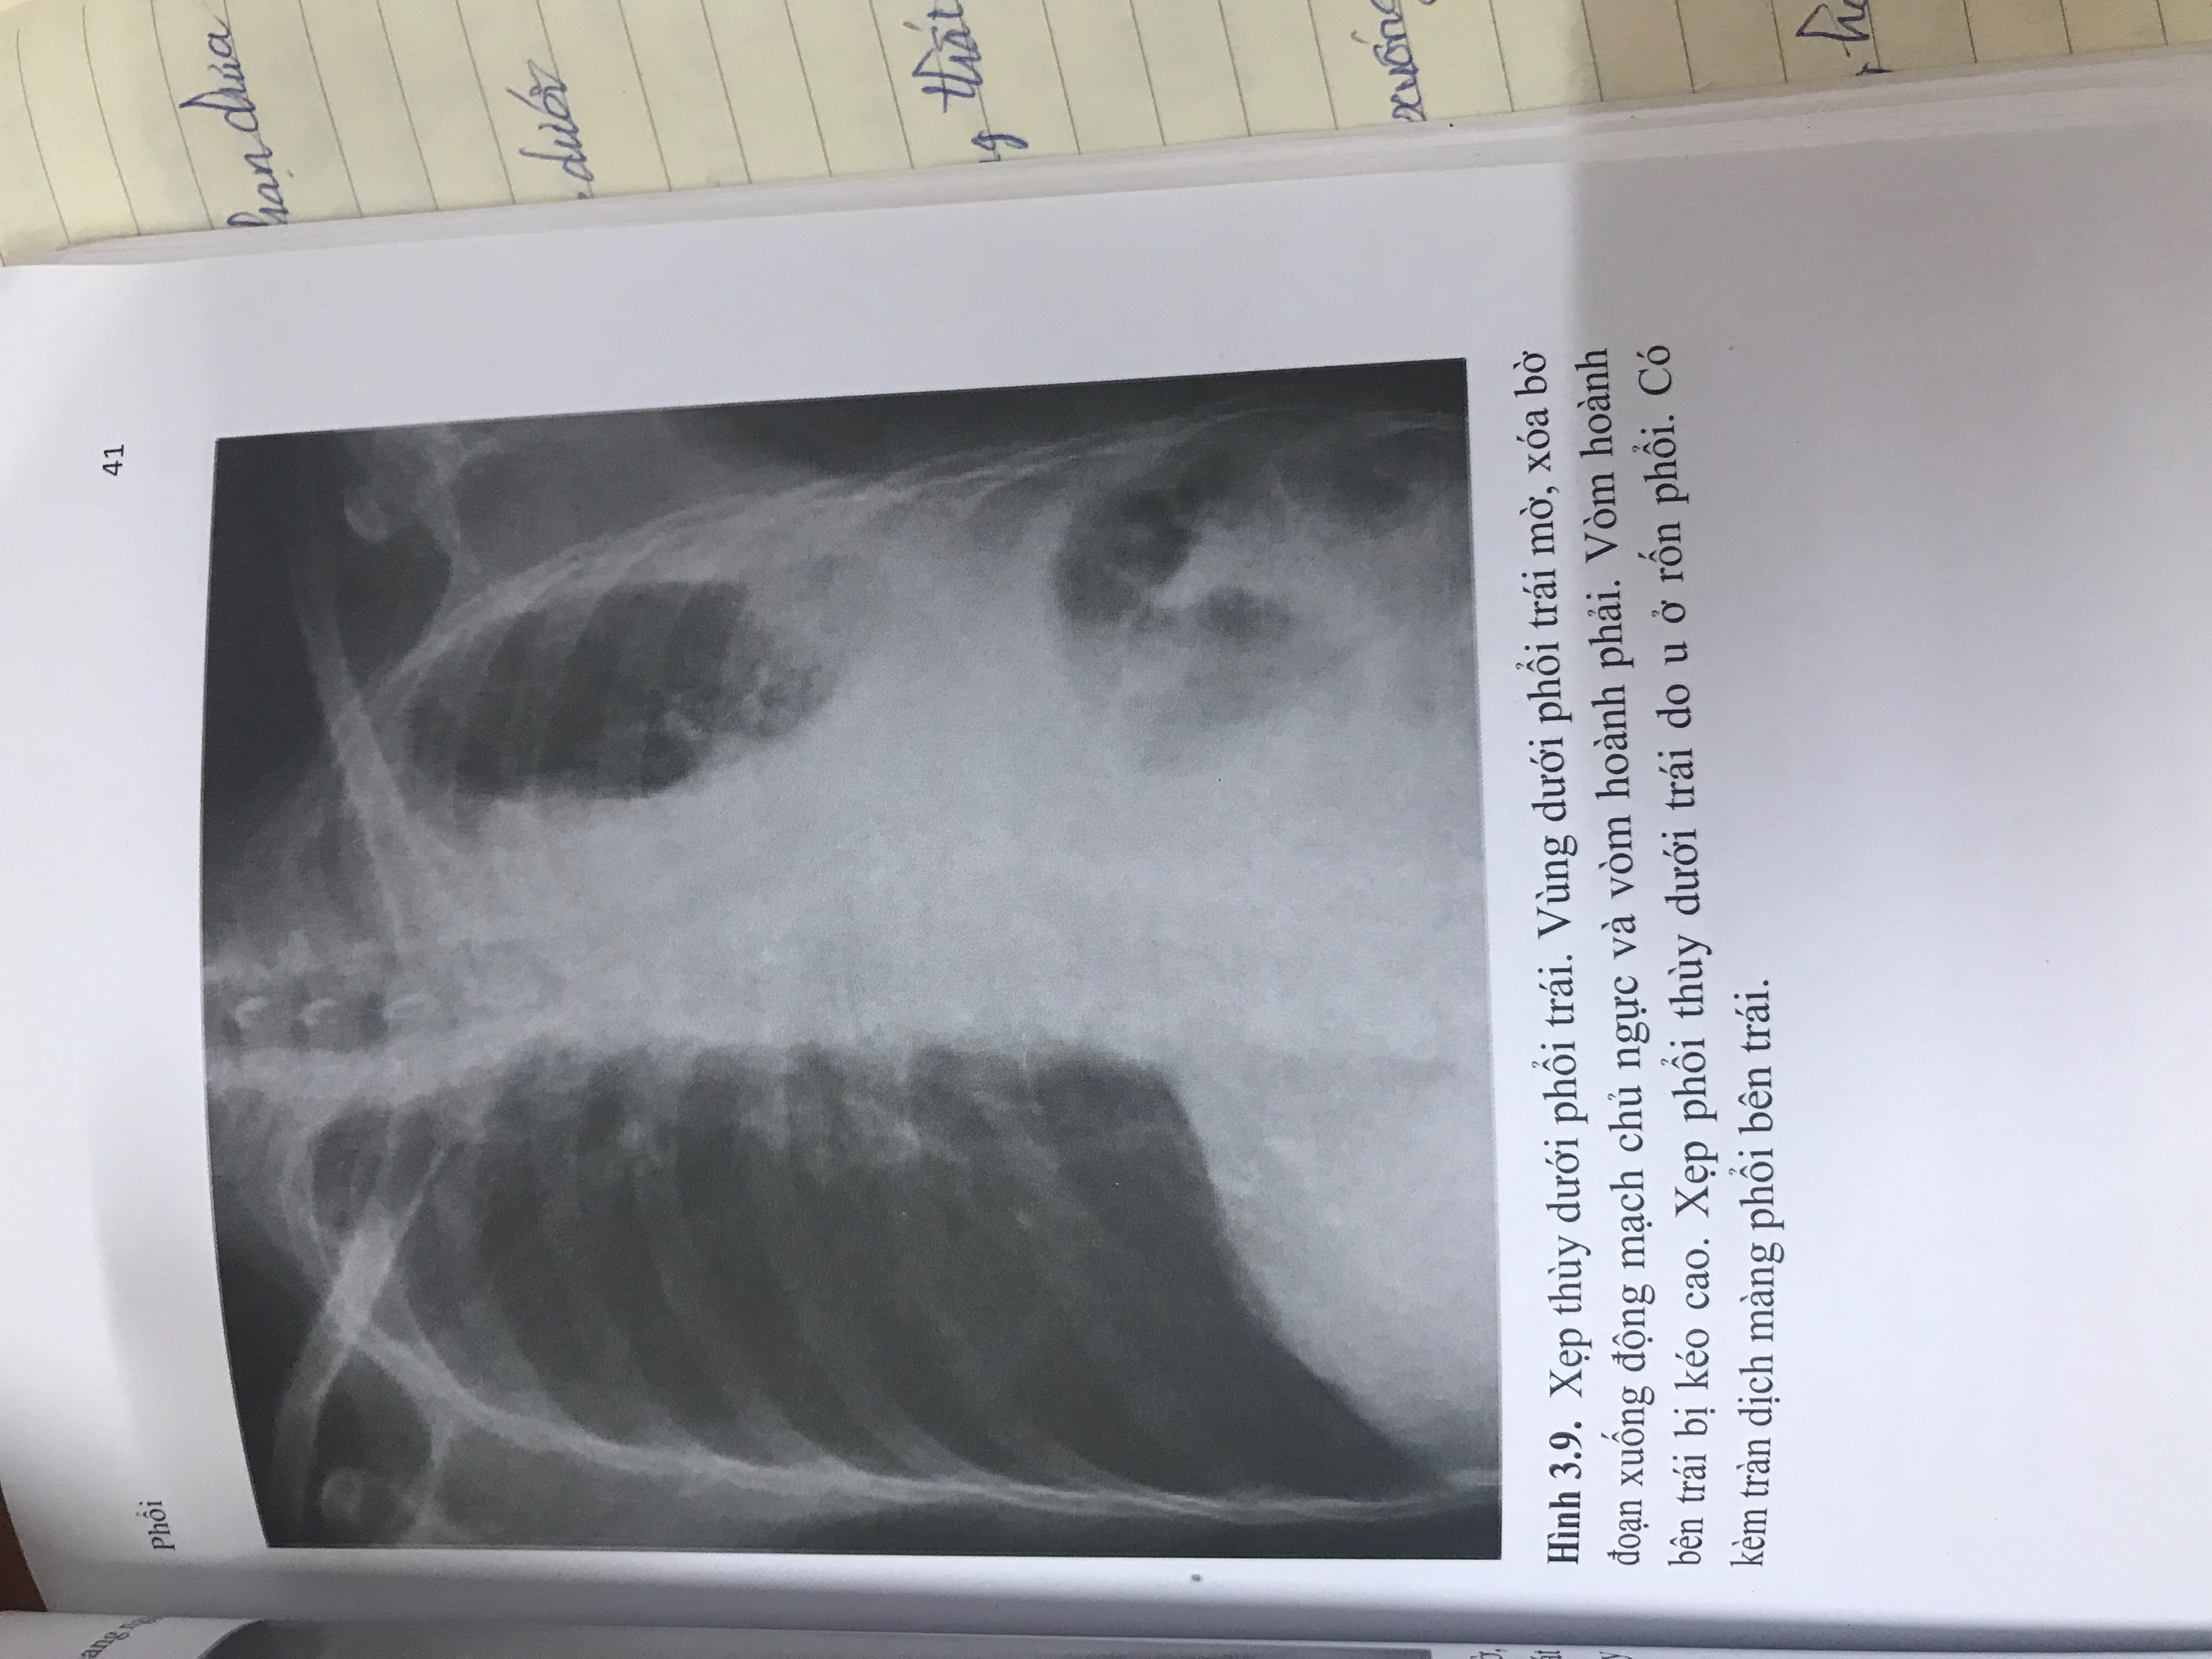 41
Phổi
Hình 3.9. Xẹp thùy dưới phổi trái. Vùng dưới phổi trái mờ, xóa bờ
đoạn xuống động mạch chủ ngực và vòm hoành phải. Vòm hoành
bên trái bị kéo cao. Xẹp phổi thùy dưới trái do u ở rốn phổi. Có
kèm tràn dịch màng phổi bên trái.
dưới
thất
xuống